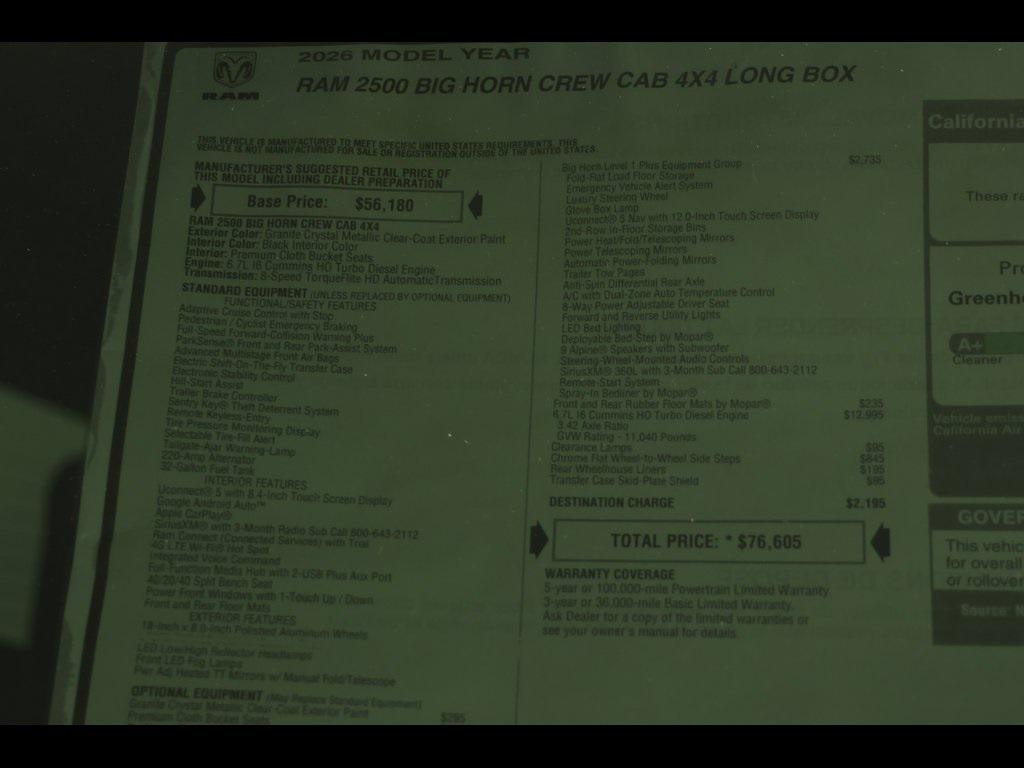 2026 MODEL YEAR
RAM 2500 BIG HORN CREW CAB 4X4 LONG BOX
RAM
THIS VEHICLE IS MANUFACTURED TO MEET SPECIFIC UNITED STATES REQUIREMENTS. THIS
VEHICLE IS NOT MANUFACTURED FOR SALE OR REGISTRATION OUTSIDE OF THE UNITED STATES.
MANUFACTURER'S SUGGESTED RETAIL PRICE OF
THIS MODEL INCLUDING DEALER PREPARATION
Base Price: $56,180
RAM 2500 BIG HORN CREW CAB 4X4
Exterior Color: Granite Crystal Metallic Clear-Coat Exterior Paint
Interior Color: Black Interior Color
Interior: Premium Cloth Bucket Seats
Engine: 6.7L I6 Cummins HO Turbo Diesel Engine
Transmission: 8-Speed TorqueFlite HD Automatic Transmission
STANDARD EQUIPMENT (UNLESS REPLACED BY OPTIONAL EQUIPMENT)
FUNCTIONAL/SAFETY FEATURES
Adaptive Cruise Control with Stop
Pedestrian / Cyclist Emergency Braking
Full-Speed Forward-Collision Warning Plus
ParkSense® Front and Rear Park-Assist System
Advanced Multistage Front Air Bags
Electric Shift-On-The-Fly Transfer Case
Electronic Stability Control
Hill-Start Assist
Trailer Brake Controller
Sentry Key® Theft Deterrent System
Remote Keyless-Entry
Tire Pressure Monitoring Display
Selectable Tire-Fill Alert
Tailgate-Ajar Warning-Lamp
220-Amp Alternator
32-Gallon Fuel Tank
INTERIOR FEATURES
Uconnect® 5 with 8.4-Inch Touch Screen Display
Google Android Auto™
Apple CarPlay®
SiriusXM® with 3-Month Radio Sub Call 800-643-2112
Ram Connect (Connected Services) with Trial
4G LTE Wi-Fi® Hot Spot
Integrated Voice Command
Full-Function Media Hub with 2-USB Plus Aux Port
40/20/40 Split Bench Seat
Power Front Windows with 1-Touch Up / Down
Front and Rear Floor Mats
EXTERIOR FEATURES
18-Inch x 8.0-Inch Polished Aluminum Wheels
LED Low/High Reflector Headlamps
Front LED Fog Lamps
Pwr Adj Heated TT Mirrors w/ Manual Fold/Telescope
OPTIONAL EQUIPMENT (May Replace Standard Equipment)
Granite Crystal Metallic Clear-Coat Exterior Paint
Premium Cloth Bucket Seats $295
Big Horn Level 1 Plus Equipment Group $2,735
Fold-Flat Load Floor Storage
Emergency Vehicle Alert System
Luxury Steering Wheel
Glove Box Lamp
Uconnect® 5 Nav with 12.0-Inch Touch Screen Display
2nd-Row In-Floor Storage Bins
Power Heat/Fold/Telescoping Mirrors
Power Telescoping Mirrors
Automatic Power-Folding Mirrors
Trailer Tow Pages
Anti-Spin Differential Rear Axle
A/C with Dual-Zone Auto Temperature Control
8-Way Power Adjustable Driver Seat
Forward and Reverse Utility Lights
LED Bed Lighting
Deployable Bed-Step by Mopar®
9 Alpine® Speakers with Subwoofer
Steering-Wheel-Mounted Audio Controls
SiriusXM® 360L with 3-Month Sub Call 800-643-2112
Remote-Start System
Spray-In Bedliner by Mopar®
Front and Rear Rubber Floor Mats by Mopar® $235
6.7L I6 Cummins HO Turbo Diesel Engine $12,995
3.42 Axle Ratio
GVW Rating - 11,040 Pounds
Clearance Lamps $95
Chrome Flat Wheel-to-Wheel Side Steps $845
Rear Wheelhouse Liners $195
Transfer Case Skid-Plate Shield $95
DESTINATION CHARGE $2,195
TOTAL PRICE: * $76,605
WARRANTY COVERAGE
5-year or 100,000-mile Powertrain Limited Warranty
3-year or 36,000-mile Basic Limited Warranty.
Ask Dealer for a copy of the limited warranties or
see your owner's manual for details.
California
These
Greenh
A+
Cleaner
Vehicle
California Air
GOVER
This vehic
for overall
or rollover
Source: N